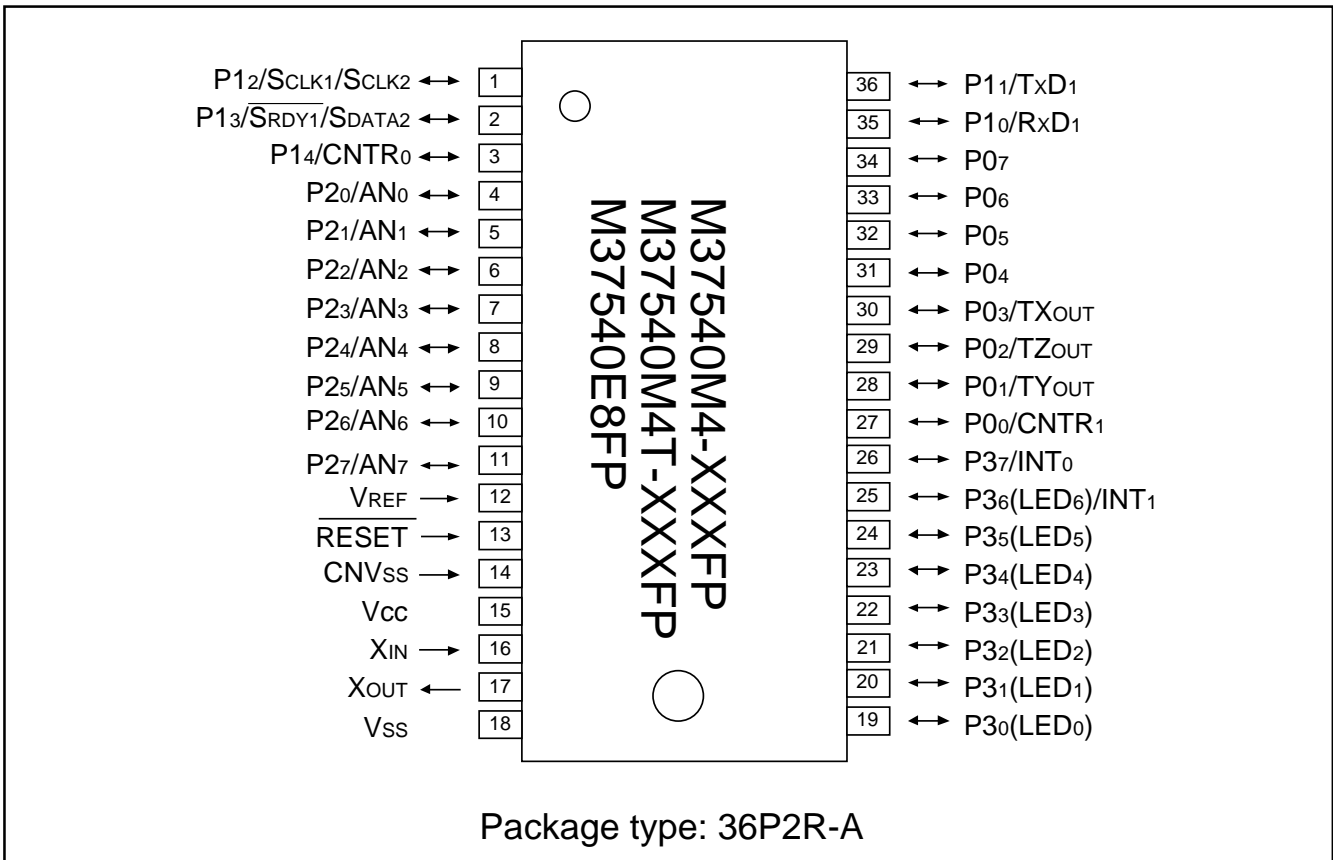 P12/SCLK1/SCLK2 1
P13/SRDY1/SDATA2 2
P14/CNTR0 3
P20/AN0 4
P21/AN1 5
P22/AN2 6
P23/AN3 7
P24/AN4 8
P25/AN5 9
P26/AN6 10
P27/AN7 11
VREF 12
RESET 13
CNVSS 14
Vcc 15
XIN 16
XOUT 17
VSS 18
M37540M4-XXXFP
M37540M4T-XXXFP
M37540E8FP
36 P11/TXD1
35 P10/RXD1
34 P07
33 P06
32 P05
31 P04
30 P03/TXOUT
29 P02/TZOUT
28 P01/TYOUT
27 P00/CNTR1
26 P37/INT0
25 P36(LED6)/INT1
24 P35(LED5)
23 P34(LED4)
22 P33(LED3)
21 P32(LED2)
20 P31(LED1)
19 P30(LED0)
Package type: 36P2R-A